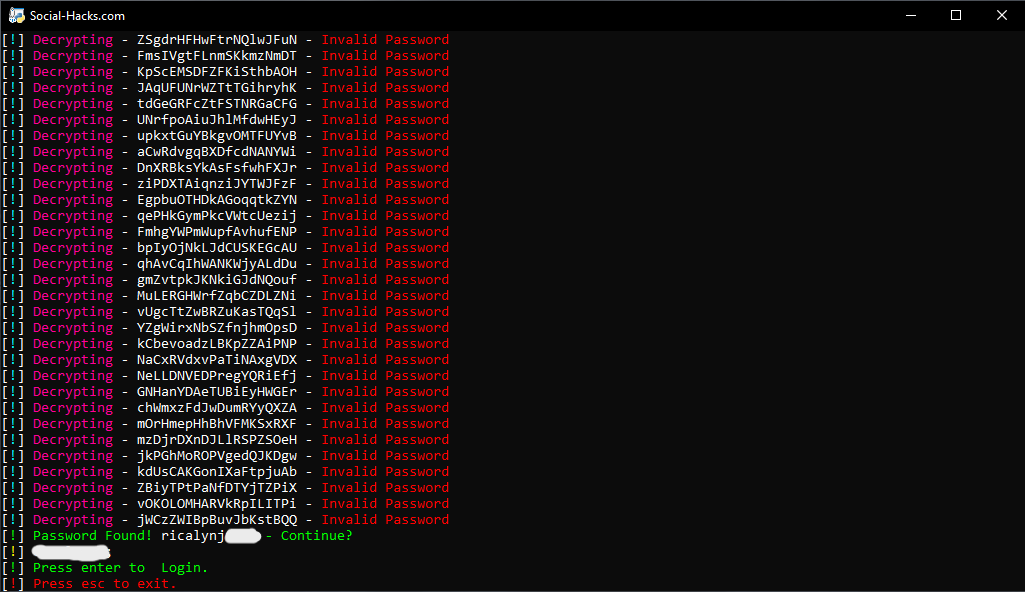 Social-Hacks.com
[!] Decrypting - ZSgdrHFHwFtrNQlwJFuN - Invalid Password
[!] Decrypting - FmsIVgtFLnmSKkmzNmDT - Invalid Password
[!] Decrypting - KpScEMSDFZFKiSthbAOH - Invalid Password
[!] Decrypting - JAqUFUNrWZTtTGihryhK - Invalid Password
[!] Decrypting - tdGeGRFcZtFSTNRGaCFG - Invalid Password
[!] Decrypting - UNrfpoAiuJhlMfdwHEyJ - Invalid Password
[!] Decrypting - upkxtGuYBkgvOMTFUYvB - Invalid Password
[!] Decrypting - aCwRdvgqBXDfcdNANYWi - Invalid Password
[!] Decrypting - DnXRBksYkAsFsfwhFXJr - Invalid Password
[!] Decrypting - ziPDXTAiqnziJYTWJFzF - Invalid Password
[!] Decrypting - EgpbuOTHDkAGoqqtkZYN - Invalid Password
[!] Decrypting - qePHkGymPkcVWtcUezij - Invalid Password
[!] Decrypting - FmhgYWPmWupfAvhufENP - Invalid Password
[!] Decrypting - bpIyOjNkLJdCUSKEGcAU - Invalid Password
[!] Decrypting - qhAvCqIhWANKWjyALdDu - Invalid Password
[!] Decrypting - gmZvtpkJKNkiGJdNQouf - Invalid Password
[!] Decrypting - MuLERGHWrfZqbCZDLZNi - Invalid Password
[!] Decrypting - vUgcTtZwBRZuKasTQqSl - Invalid Password
[!] Decrypting - YZgWirxNbSZfnjhmOpsD - Invalid Password
[!] Decrypting - kCbevoadzLBKpZZAiPNP - Invalid Password
[!] Decrypting - NaCxRVdxvPaTiNAxgVDX - Invalid Password
[!] Decrypting - NeLLDNVEDPregYQRiEfj - Invalid Password
[!] Decrypting - GNHanYDAeTUBiEyHWGEr - Invalid Password
[!] Decrypting - chWmxzFdJwDumRYyQXZA - Invalid Password
[!] Decrypting - mOrHmepHhBhVFMKSxRXF - Invalid Password
[!] Decrypting - mzDjrDXnDJLlRSPZSOeH - Invalid Password
[!] Decrypting - jkPGhMoROPVgedQJKDgw - Invalid Password
[!] Decrypting - kdUsCAKGonIXaFtpjuAb - Invalid Password
[!] Decrypting - ZBiyTPtPaNfDTYjTZPiX - Invalid Password
[!] Decrypting - vOKOLOMHARVkRpILITPi - Invalid Password
[!] Decrypting - jWCzZWIBpBuvJbKstBQQ - Invalid Password
[!] Password Found! ricalynj - Continue?
[!]
[!] Press enter to  Login.
[!] Press esc to exit.